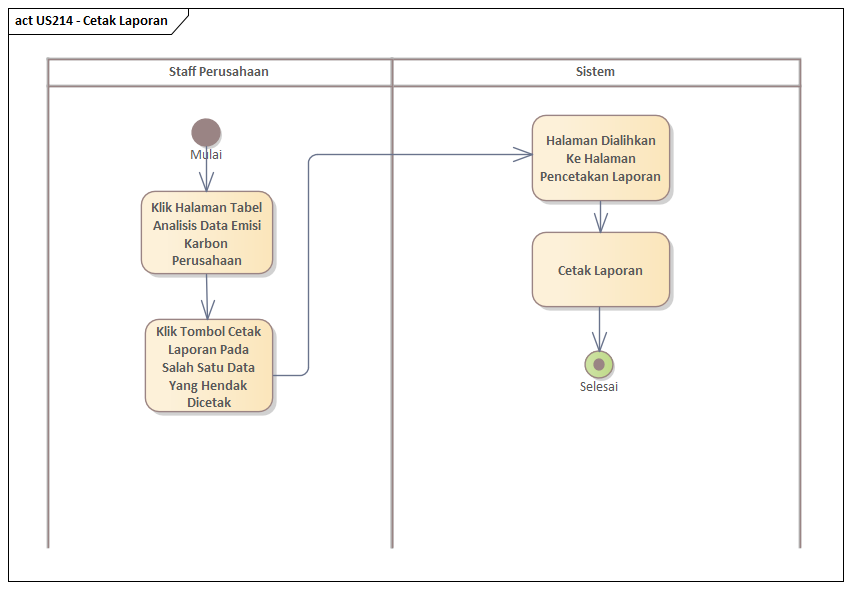 act US214 - Cetak Laporan
Staff Perusahaan
Sistem
Mulai
Klik Halaman Tabel
Analisis Data Emisi
Karbon
Perusahaan
Klik Tombol Cetak
Laporan Pada
Salah Satu Data
Yang Hendak
Dicetak
Halaman Dialihkan
Ke Halaman
Pencetakan Laporan
Cetak Laporan
Selesai